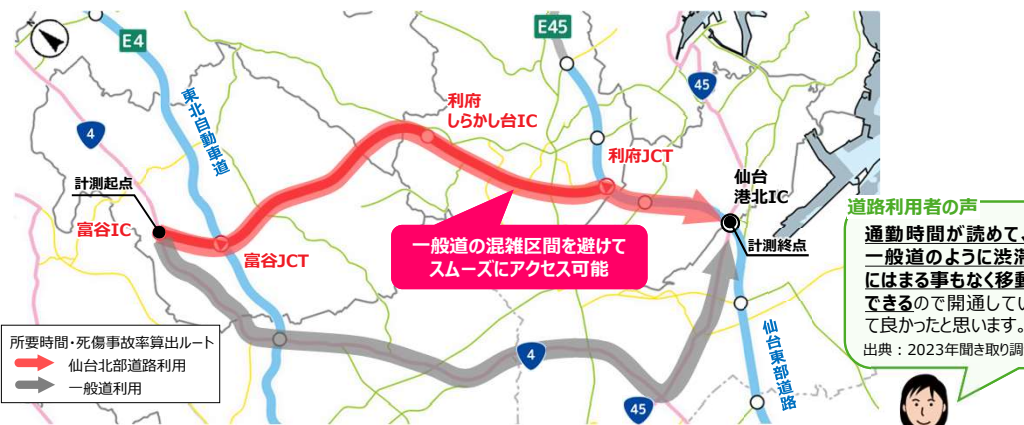 E4
E45
東北自動車道
利府
しらかし台IC
45
4
利府JCT
計測起点
仙台
港北IC
富谷IC
富谷JCT
計測終点
一般道の混雑区間を避けて
スムーズにアクセス可能
道路利用者の声
通勤時間が読めて、
一般道のように渋滞
にはまる事もなく移動
できるので開通してい
て良かったと思います。
出典：2023年聞き取り調
所要時間・死傷事故率算出ルート
仙台北部道路利用
一般道利用
4
45
仙台東部道路